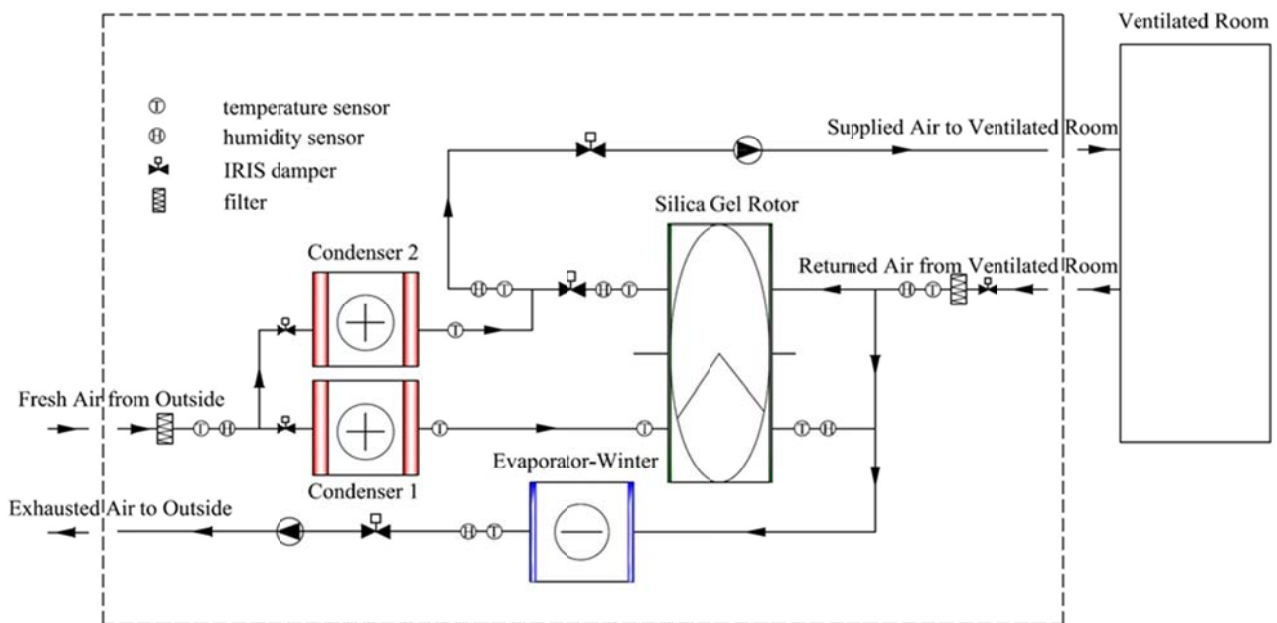 Ventilated Room
T temperature sensor
H humidity sensor
IRIS damper
filter
Supplied Air to Ventilated Room
Silica Gel Rotor
Condenser 2
Returned Air from Ventilated Room
H T
H T
H T
T
Fresh Air from Outside
T H
T
T
T H
Evaporator-Winter
Condenser 1
Exhausted Air to Outside
H T